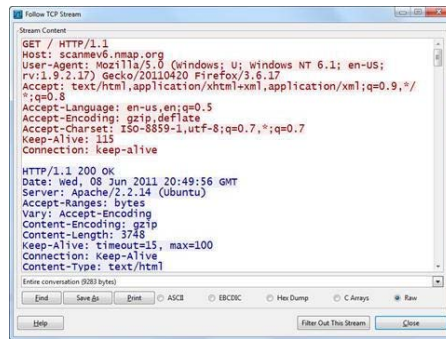 Follow TCP Stream
Stream Content
GET / HTTP/1.1
Host: scanmev6.nmap.org
User-Agent: Mozilla/5.0 (Windows; U; Windows NT 6.1; en-US;
rv:1.9.2.17) Gecko/20110420 Firefox/3.6.17
Accept: text/html,application/xhtml+xml,application/xml;q=0.9,*/
*;q=0.8
Accept-Language: en-us,en;q=0.5
Accept-Encoding: gzip,deflate
Accept-Charset: ISO-8859-1,utf-8;q=0.7,*;q=0.7
Keep-Alive: 115
Connection: keep-alive
HTTP/1.1 200 OK
Date: Wed, 08 Jun 2011 20:49:56 GMT
Server: Apache/2.2.14 (Ubuntu)
Accept-Ranges: bytes
Vary: Accept-Encoding
Content-Encoding: gzip
Content-Length: 3748
Keep-Alive: timeout=15, max=100
Connection: Keep-Alive
Content-Type: text/html
Entire conversation (9283 bytes)
Find Save As Print ASCII EBCDIC Hex Dump C Arrays Raw
Help Filter Out This Stream Close